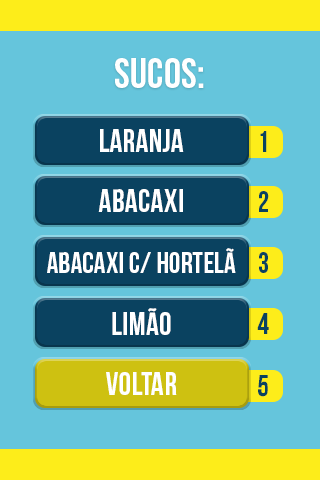 SUCOS:
LARANJA 1
ABACAXI 2
ABACAXI C/ HORTELÃ 3
LIMÃO 4
VOLTAR 5